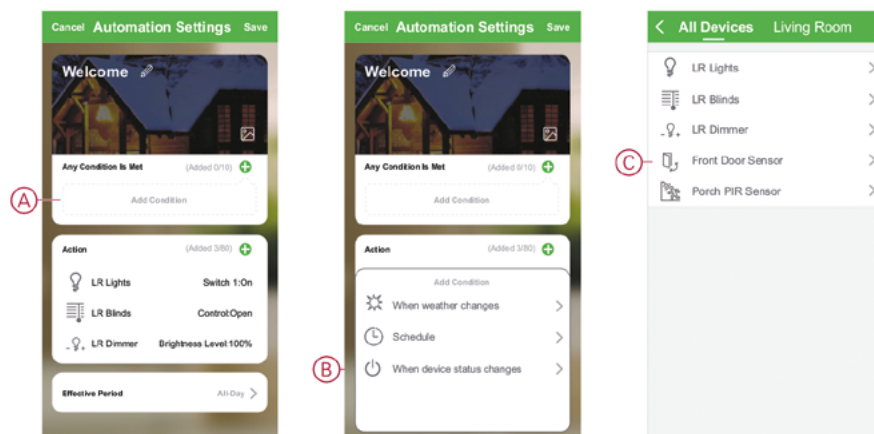 Cancel Automation Settings Save
Welcome
Any Condition Is Met (Added 0/10)
A
Add Condition
Action (Added 3/80)
LR Lights Switch 1:On
LR Blinds Control:Open
LR Dimmer Brightness Level:100%
Effective Period All-Day
Cancel Automation Settings Save
Welcome
Any Condition Is Met (Added 0/10)
Add Condition
Action (Added 3/80)
Add Condition
When weather changes
Schedule
B
When device status changes
All Devices Living Room
LR Lights
LR Blinds
LR Dimmer
C
Front Door Sensor
Porch PIR Sensor